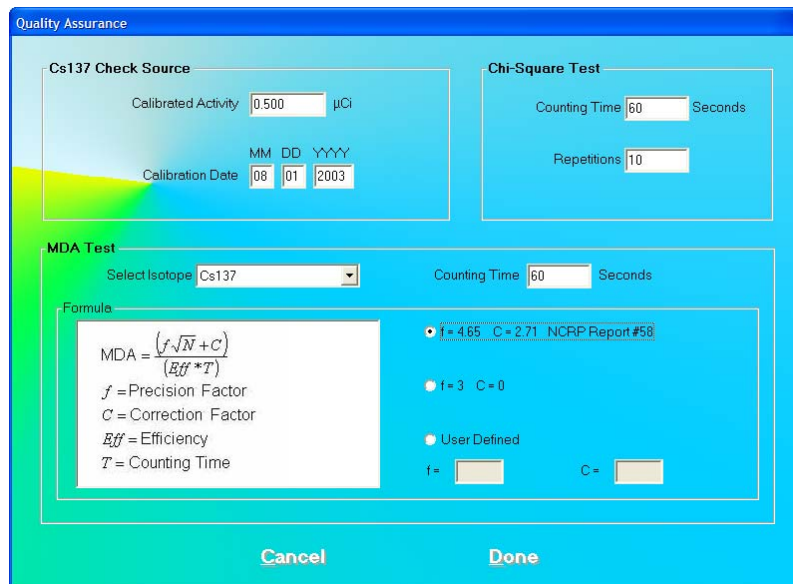 Quality Assurance
Cs137 Check Source
Calibrated Activity 0.500 µCi
MM DD YYYY
Calibration Date 08 01 2003
Chi-Square Test
Counting Time 60 Seconds
Repetitions 10
MDA Test
Select Isotope Cs137
Counting Time 60 Seconds
Formula
MDA = (f√N + C) / (Eff * T)
f = Precision Factor
C = Correction Factor
Eff = Efficiency
T = Counting Time
f = 4.65 C = 2.71 NCRP Report #58
f = 3 C = 0
User Defined
f = C =
Cancel Done